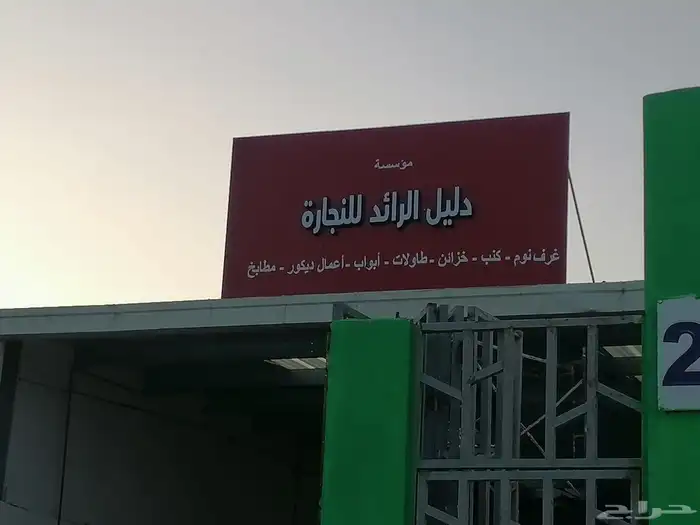 مؤسسة
دليل الرائد للنجارة
غرف نوم - كنب - خزائن - طاولات - أبواب - أعمال ديكور - مطابخ
2
حراج